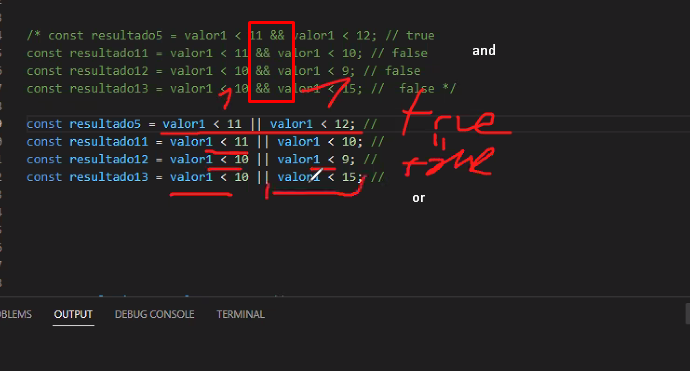 /* const resultado5 = valor1 < 11 && valor1 < 12; // true
const resultado11 = valor1 < 11 && valor1 < 10; // false
and
const resultado12 = valor1 < 10 && valor1 < 9; // false
const resultado13 = valor1 < 10 && valor1 < 15; // false */
const resultado5 = valor1 < 11 || valor1 < 12; // true
const resultado11 = valor1 < 11 || valor1 < 10; //
const resultado12 = valor1 < 10 || valor1 < 9; //
const resultado13 = valor1 < 10 || valor1 < 15; //
or
OBLEMS OUTPUT DEBUG CONSOLE TERMINAL